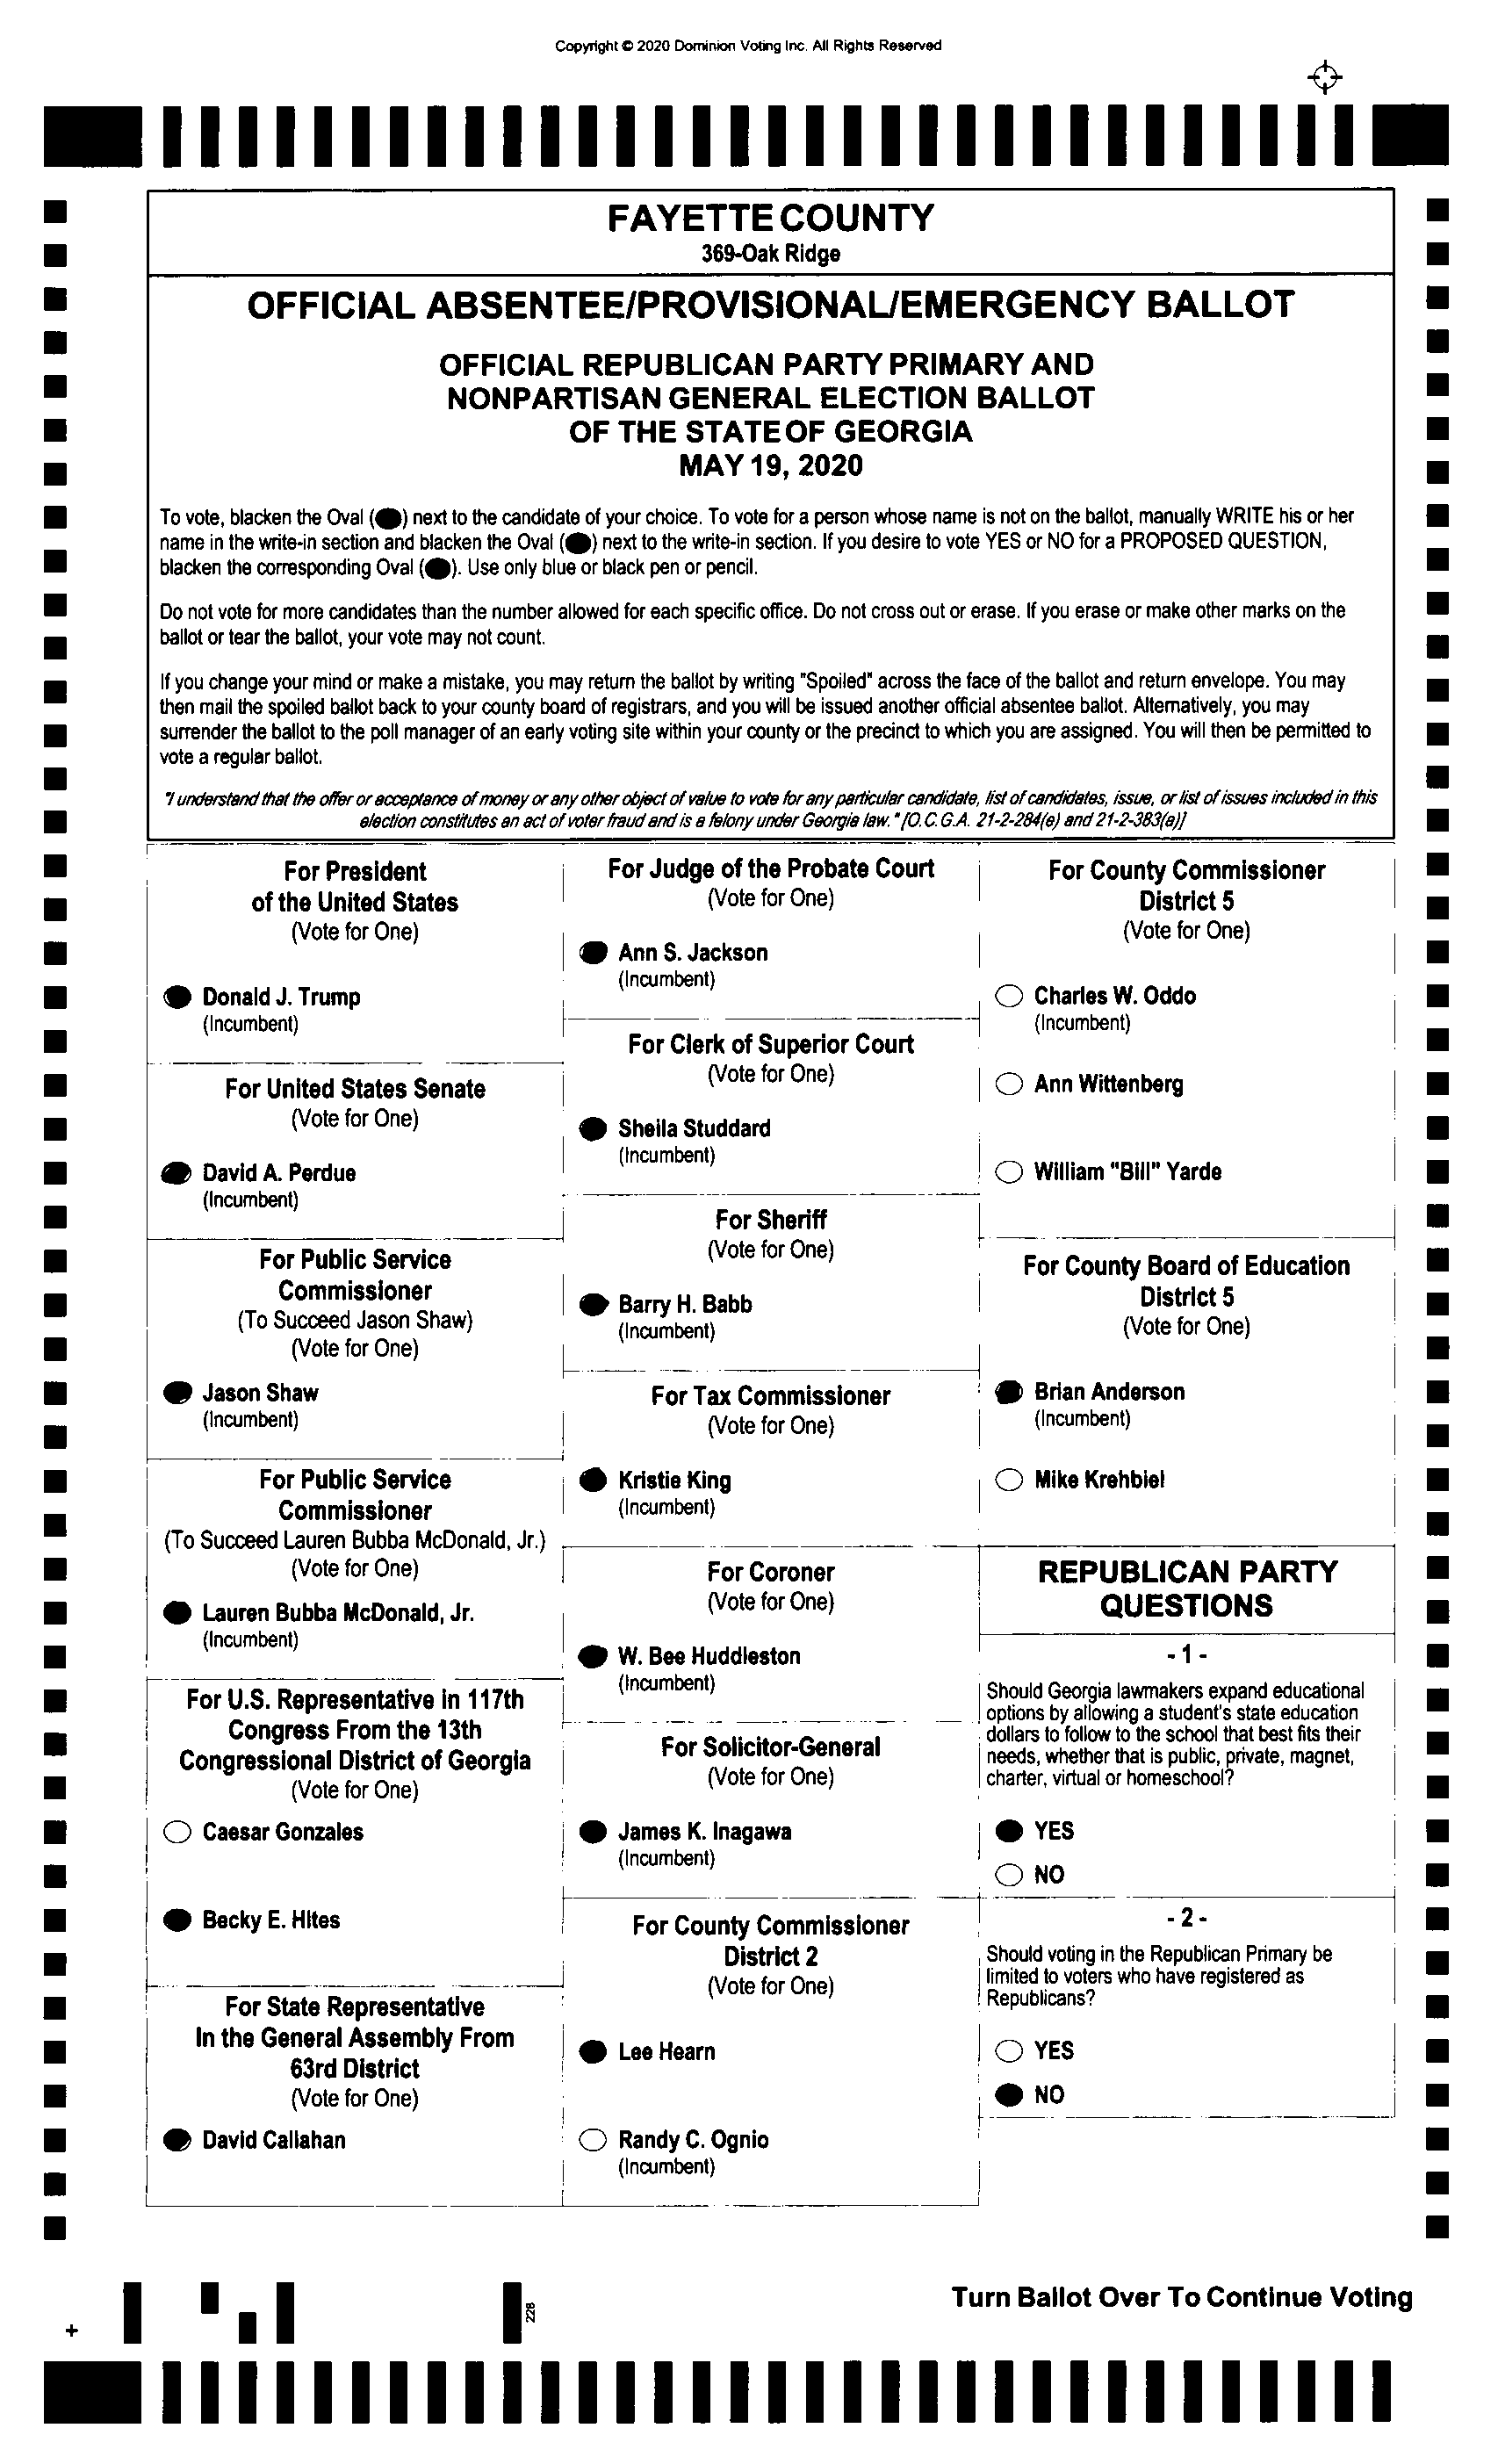 Copyright © 2020 Dominion Voting Inc. All Rights Reserved
FAYETTE COUNTY
369-Oak Ridge
OFFICIAL ABSENTEE/PROVISIONAL/EMERGENCY BALLOT
OFFICIAL REPUBLICAN PARTY PRIMARY AND
NONPARTISAN GENERAL ELECTION BALLOT
OF THE STATE OF GEORGIA
MAY 19, 2020
To vote, blacken the Oval (⬬) next to the candidate of your choice. To vote for a person whose name is not on the ballot, manually WRITE his or her
name in the write-in section and blacken the Oval (⬬) next to the write-in section. If you desire to vote YES or NO for a PROPOSED QUESTION,
blacken the corresponding Oval (⬬). Use only blue or black pen or pencil.
Do not vote for more candidates than the number allowed for each specific office. Do not cross out or erase. If you erase or make other marks on the
ballot or tear the ballot, your vote may not count.
If you change your mind or make a mistake, you may return the ballot by writing "Spoiled" across the face of the ballot and return envelope. You may
then mail the spoiled ballot back to your county board of registrars, and you will be issued another official absentee ballot. Alternatively, you may
surrender the ballot to the poll manager of an early voting site within your county or the precinct to which you are assigned. You will then be permitted to
vote a regular ballot.
"I understand that the offer or acceptance of money or any other object of value to vote for any particular candidate, list of candidates, issue, or list of issues included in this
election constitutes an act of voter fraud and is a felony under Georgia law." [O.C.G.A. 21-2-284(e) and 21-2-383(a)]
For President
of the United States
(Vote for One)
Donald J. Trump
(Incumbent)
For United States Senate
(Vote for One)
David A. Perdue
(Incumbent)
For Public Service
Commissioner
(To Succeed Jason Shaw)
(Vote for One)
Jason Shaw
(Incumbent)
For Public Service
Commissioner
(To Succeed Lauren Bubba McDonald, Jr.)
(Vote for One)
Lauren Bubba McDonald, Jr.
(Incumbent)
For U.S. Representative in 117th
Congress From the 13th
Congressional District of Georgia
(Vote for One)
Caesar Gonzales
Becky E. Hites
For State Representative
In the General Assembly From
63rd District
(Vote for One)
David Callahan
For Judge of the Probate Court
(Vote for One)
Ann S. Jackson
(Incumbent)
For Clerk of Superior Court
(Vote for One)
Sheila Studdard
(Incumbent)
For Sheriff
(Vote for One)
Barry H. Babb
(Incumbent)
For Tax Commissioner
(Vote for One)
Kristie King
(Incumbent)
For Coroner
(Vote for One)
W. Bee Huddleston
(Incumbent)
For Solicitor-General
(Vote for One)
James K. Inagawa
(Incumbent)
For County Commissioner
District 2
(Vote for One)
Lee Hearn
Randy C. Ognio
(Incumbent)
For County Commissioner
District 5
(Vote for One)
Charles W. Oddo
(Incumbent)
Ann Wittenberg
William "Bill" Yarde
For County Board of Education
District 5
(Vote for One)
Brian Anderson
(Incumbent)
Mike Krehbiel
REPUBLICAN PARTY
QUESTIONS
- 1 -
Should Georgia lawmakers expand educational
options by allowing a student's state education
dollars to follow to the school that best fits their
needs, whether that is public, private, magnet,
charter, virtual or homeschool?
YES
NO
- 2 -
Should voting in the Republican Primary be
limited to voters who have registered as
Republicans?
YES
NO
Turn Ballot Over To Continue Voting
228
+